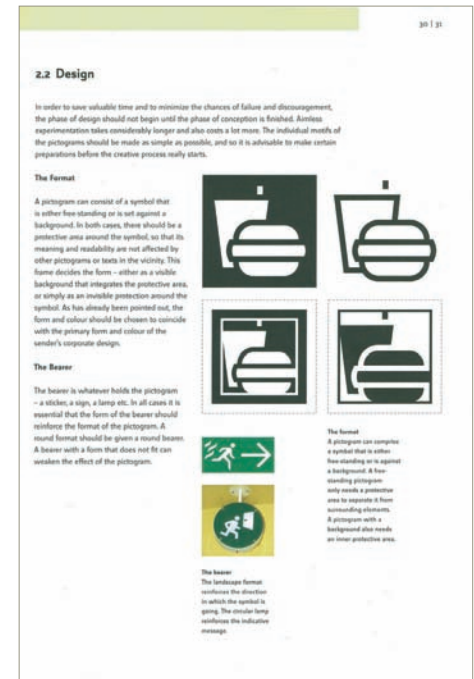 30 | 31
2.2 Design
In order to save valuable time and to minimize the chances of failure and discouragement,
the phase of design should not begin until the phase of conception is finished. Aimless
experimentation takes considerably longer and also costs a lot more. The individual motifs of
the pictograms should be made as simple as possible, and so it is advisable to make certain
preparations before the creative process really starts.
The Format
A pictogram can consist of a symbol that
is either free-standing or is set against a
background. In both cases, there should be a
protective area around the symbol, so that its
meaning and readability are not affected by
other pictograms or texts in the vicinity. This
frame decides the form – either as a visible
background that integrates the protective area,
or simply as an invisible protection around the
symbol. As has already been pointed out, the
form and colour should be chosen to coincide
with the primary form and colour of the
sender's corporate design.
The Bearer
The bearer is whatever holds the pictogram
– a sticker, a sign, a lamp etc. In all cases it is
essential that the form of the bearer should
reinforce the format of the pictogram. A
round format should be given a round bearer.
A bearer with a form that does not fit can
weaken the effect of the pictogram.
The format
A pictogram can comprise
a symbol that is either
free-standing or is against
a background. A free-
standing pictogram
only needs a protective
area to separate it from
surrounding elements.
A pictogram with a
background also needs
an inner protective area.
The bearer
The landscape format
reinforces the direction
in which the symbol is
going. The circular lamp
reinforces the indicative
message.